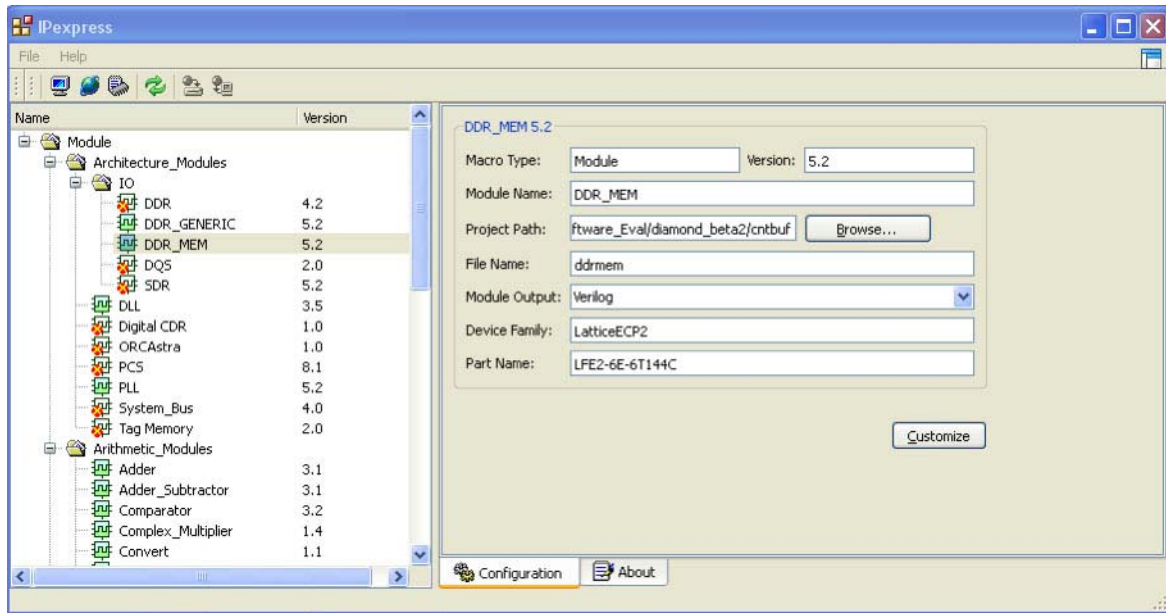 IPexpress
File Help
Name Version
Module
Architecture_Modules
IO
DDR 4.2
DDR_GENERIC 5.2
DDR_MEM 5.2
DQS 2.0
SDR 5.2
DLL 3.5
Digital CDR 1.0
ORCAstra 1.0
PCS 8.1
PLL 5.2
System_Bus 4.0
Tag Memory 2.0
Arithmetic_Modules
Adder 3.1
Adder_Subtractor 3.1
Comparator 3.2
Complex_Multiplier 1.4
Convert 1.1
DDR_MEM 5.2
Macro Type: Module Version: 5.2
Module Name: DDR_MEM
Project Path: ftware_Eval/diamond_beta2/cntbuf Browse...
File Name: ddrmem
Module Output: Verilog
Device Family: LatticeECP2
Part Name: LFE2-6E-6T144C
Customize
Configuration About